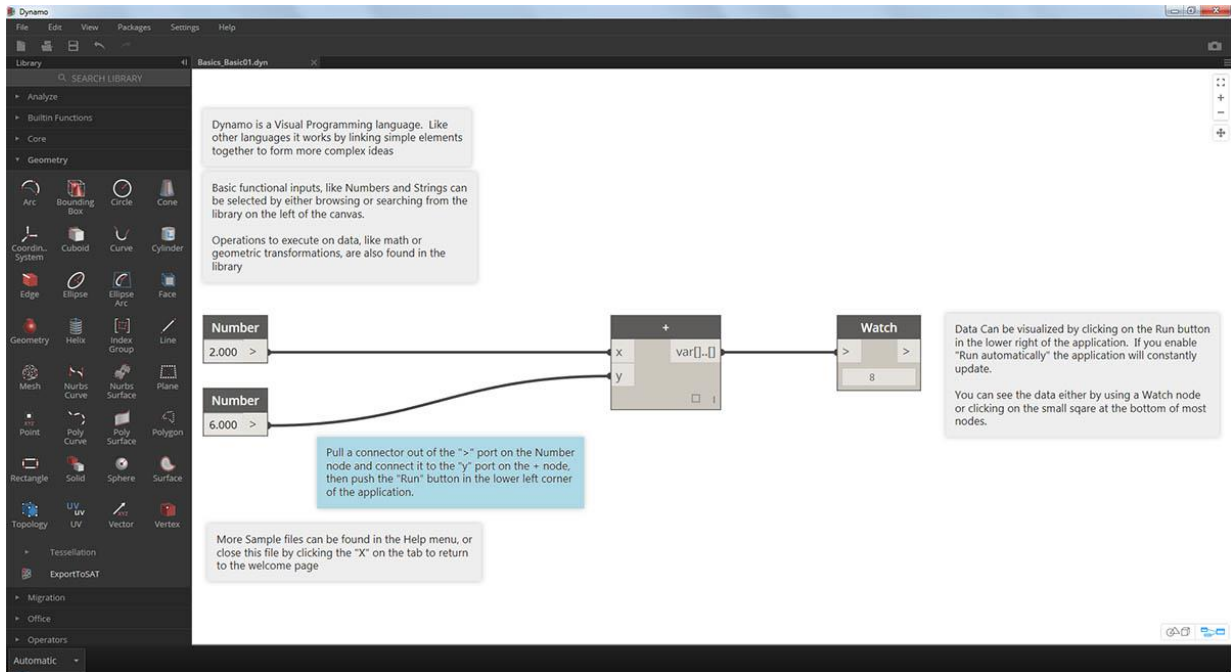 Dynamo
File Edit View Packages Settings Help
Library
Basics_Basic01.dyn
SEARCH LIBRARY
Analyze
Builtin Functions
Core
Geometry
Arc Bounding Circle Cone
Box
Coordin.. Cuboid Curve Cylinder
System
Edge Ellipse Ellipse Face
Arc
Geometry Helix Index Line
Group
Mesh Nurbs Nurbs Plane
Curve Surface
Point Poly Poly Polygon
Curve Surface
Rectangle Solid Sphere Surface
Topology UV Vector Vertex
Tessellation
ExportToSAT
Migration
Office
Operators
Automatic
Dynamo is a Visual Programming language. Like
other languages it works by linking simple elements
together to form more complex ideas
Basic functional inputs, like Numbers and Strings can
be selected by either browsing or searching from the
library on the left of the canvas.
Operations to execute on data, like math or
geometric transformations, are also found in the
library
Number
2.000 >
Number
6.000 >
+
x var[]..[]
y
Watch
> >
8
Data Can be visualized by clicking on the Run button
in the lower right of the application. If you enable
"Run automatically" the application will constantly
update.
You can see the data either by using a Watch node
or clicking on the small sqare at the bottom of most
nodes.
Pull a connector out of the ">" port on the Number
node and connect it to the "y" port on the + node,
then push the "Run" button in the lower left corner
of the application.
More Sample files can be found in the Help menu, or
close this file by clicking the "X" on the tab to return
to the welcome page